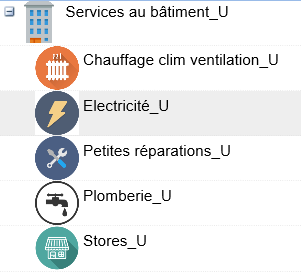 Services au bâtiment_U
Chauffage clim ventilation_U
Electricité_U
Petites réparations_U
Plomberie_U
Stores_U